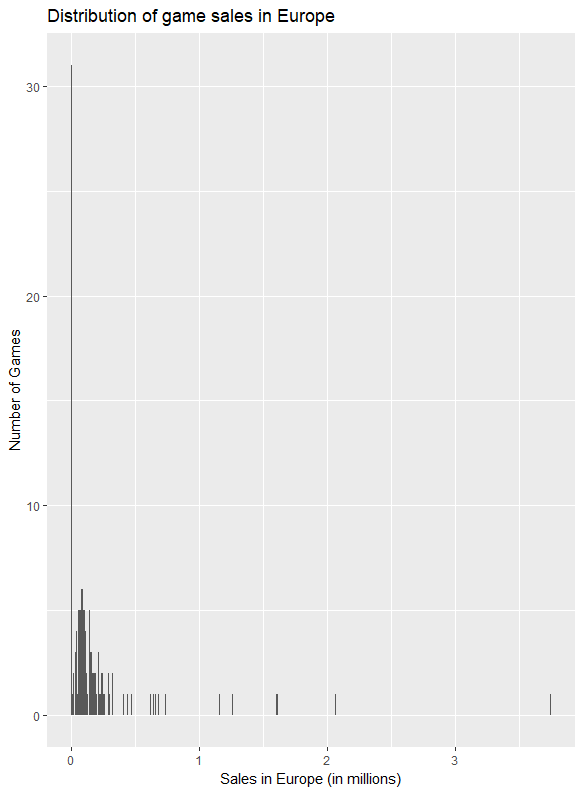 Distribution of game sales in Europe
30
20
10
0
Number of Games
0 1 2 3
Sales in Europe (in millions)